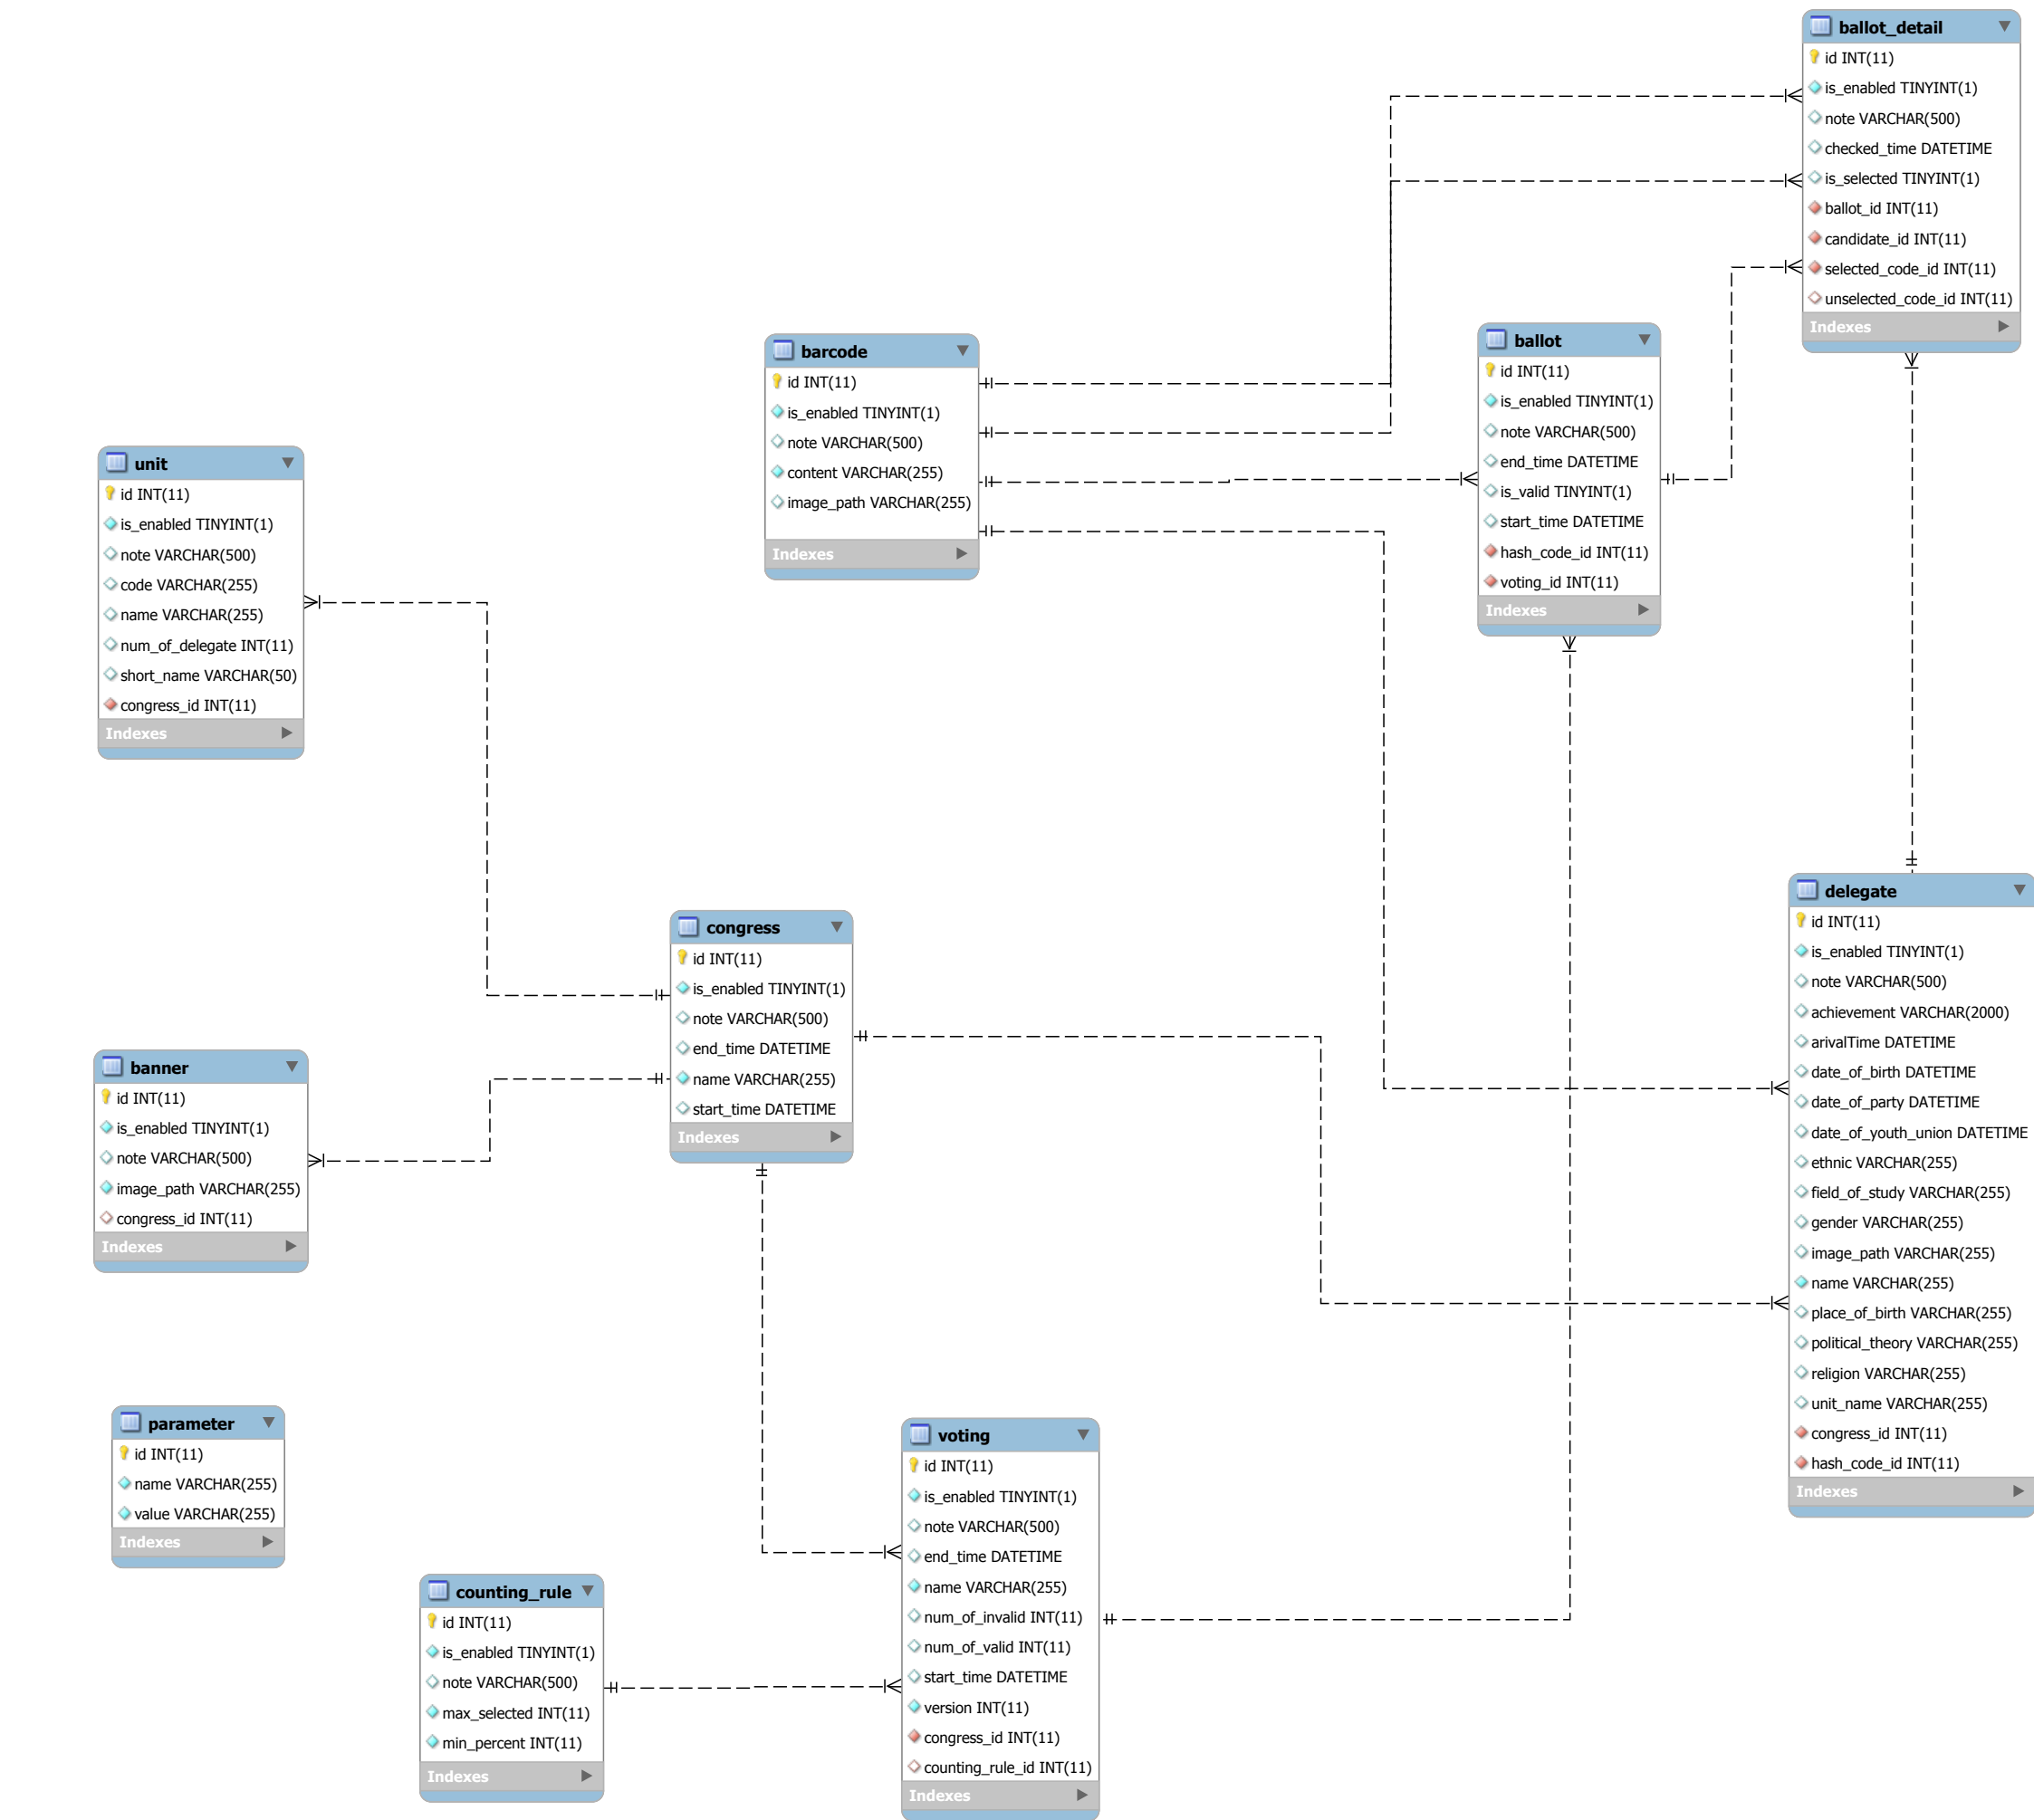 ballot_detail
id INT(11)
is_enabled TINYINT(1)
note VARCHAR(500)
checked_time DATETIME
is_selected TINYINT(1)
ballot_id INT(11)
candidate_id INT(11)
selected_code_id INT(11)
unselected_code_id INT(11)
Indexes
barcode
id INT(11)
is_enabled TINYINT(1)
note VARCHAR(500)
content VARCHAR(255)
image_path VARCHAR(255)
Indexes
ballot
id INT(11)
is_enabled TINYINT(1)
note VARCHAR(500)
end_time DATETIME
is_valid TINYINT(1)
start_time DATETIME
hash_code_id INT(11)
voting_id INT(11)
Indexes
unit
id INT(11)
is_enabled TINYINT(1)
note VARCHAR(500)
code VARCHAR(255)
name VARCHAR(255)
num_of_delegate INT(11)
short_name VARCHAR(50)
congress_id INT(11)
Indexes
congress
id INT(11)
is_enabled TINYINT(1)
note VARCHAR(500)
end_time DATETIME
name VARCHAR(255)
start_time DATETIME
Indexes
delegate
id INT(11)
is_enabled TINYINT(1)
note VARCHAR(500)
achievement VARCHAR(2000)
arivalTime DATETIME
date_of_birth DATETIME
date_of_party DATETIME
date_of_youth_union DATETIME
ethnic VARCHAR(255)
field_of_study VARCHAR(255)
gender VARCHAR(255)
image_path VARCHAR(255)
name VARCHAR(255)
place_of_birth VARCHAR(255)
political_theory VARCHAR(255)
religion VARCHAR(255)
unit_name VARCHAR(255)
congress_id INT(11)
hash_code_id INT(11)
Indexes
banner
id INT(11)
is_enabled TINYINT(1)
note VARCHAR(500)
image_path VARCHAR(255)
congress_id INT(11)
Indexes
parameter
id INT(11)
name VARCHAR(255)
value VARCHAR(255)
Indexes
voting
id INT(11)
is_enabled TINYINT(1)
note VARCHAR(500)
end_time DATETIME
name VARCHAR(255)
num_of_invalid INT(11)
num_of_valid INT(11)
start_time DATETIME
version INT(11)
congress_id INT(11)
counting_rule_id INT(11)
Indexes
counting_rule
id INT(11)
is_enabled TINYINT(1)
note VARCHAR(500)
max_selected INT(11)
min_percent INT(11)
Indexes